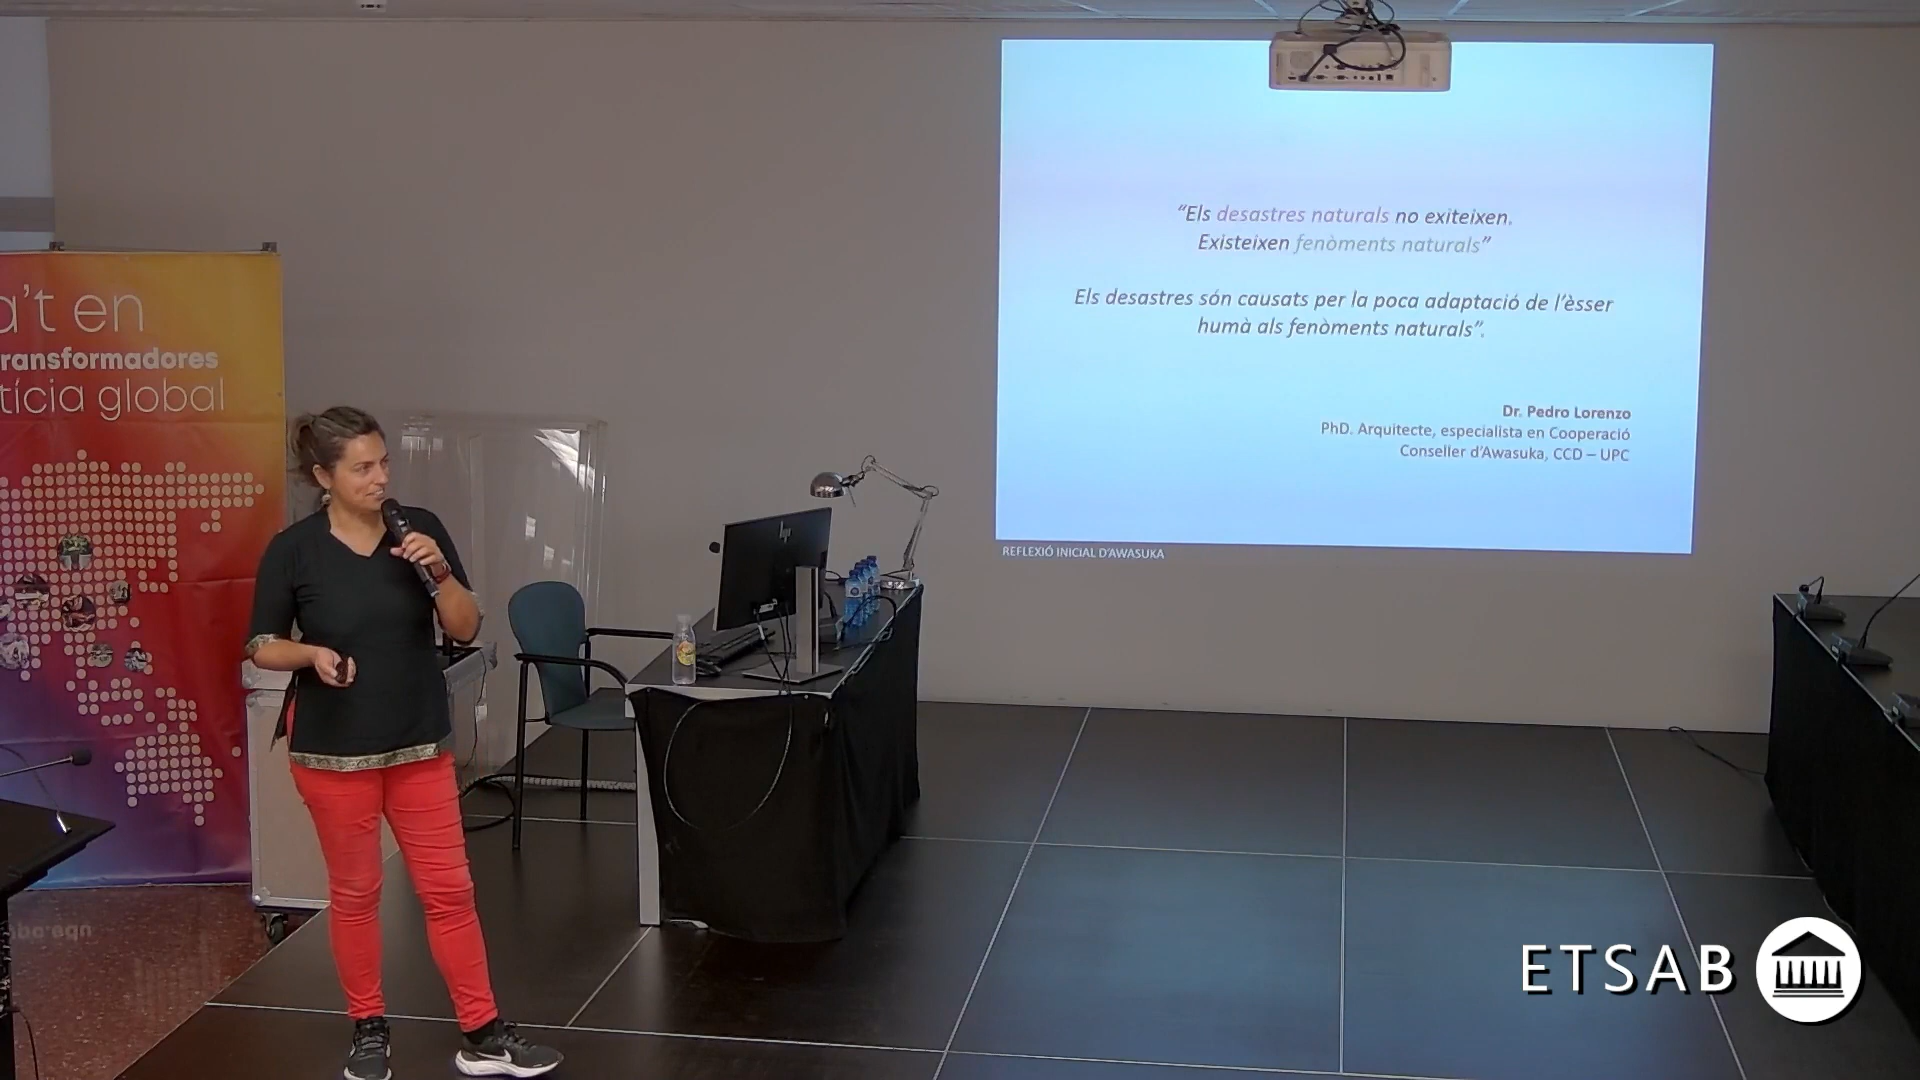 “Els desastres naturals no exiteixen.
Existeixen fenòments naturals”
Els desastres són causats per la poca adaptació de l’èsser
humà als fenòments naturals”.
Dr. Pedro Lorenzo
PhD. Arquitecte, especialista en Cooperació
Conseller d’Awasuka, CCD – UPC
REFLEXIÓ INICIAL D’AWASUKA
a’t en
ransformadores
tícia global
hp
ETSAB